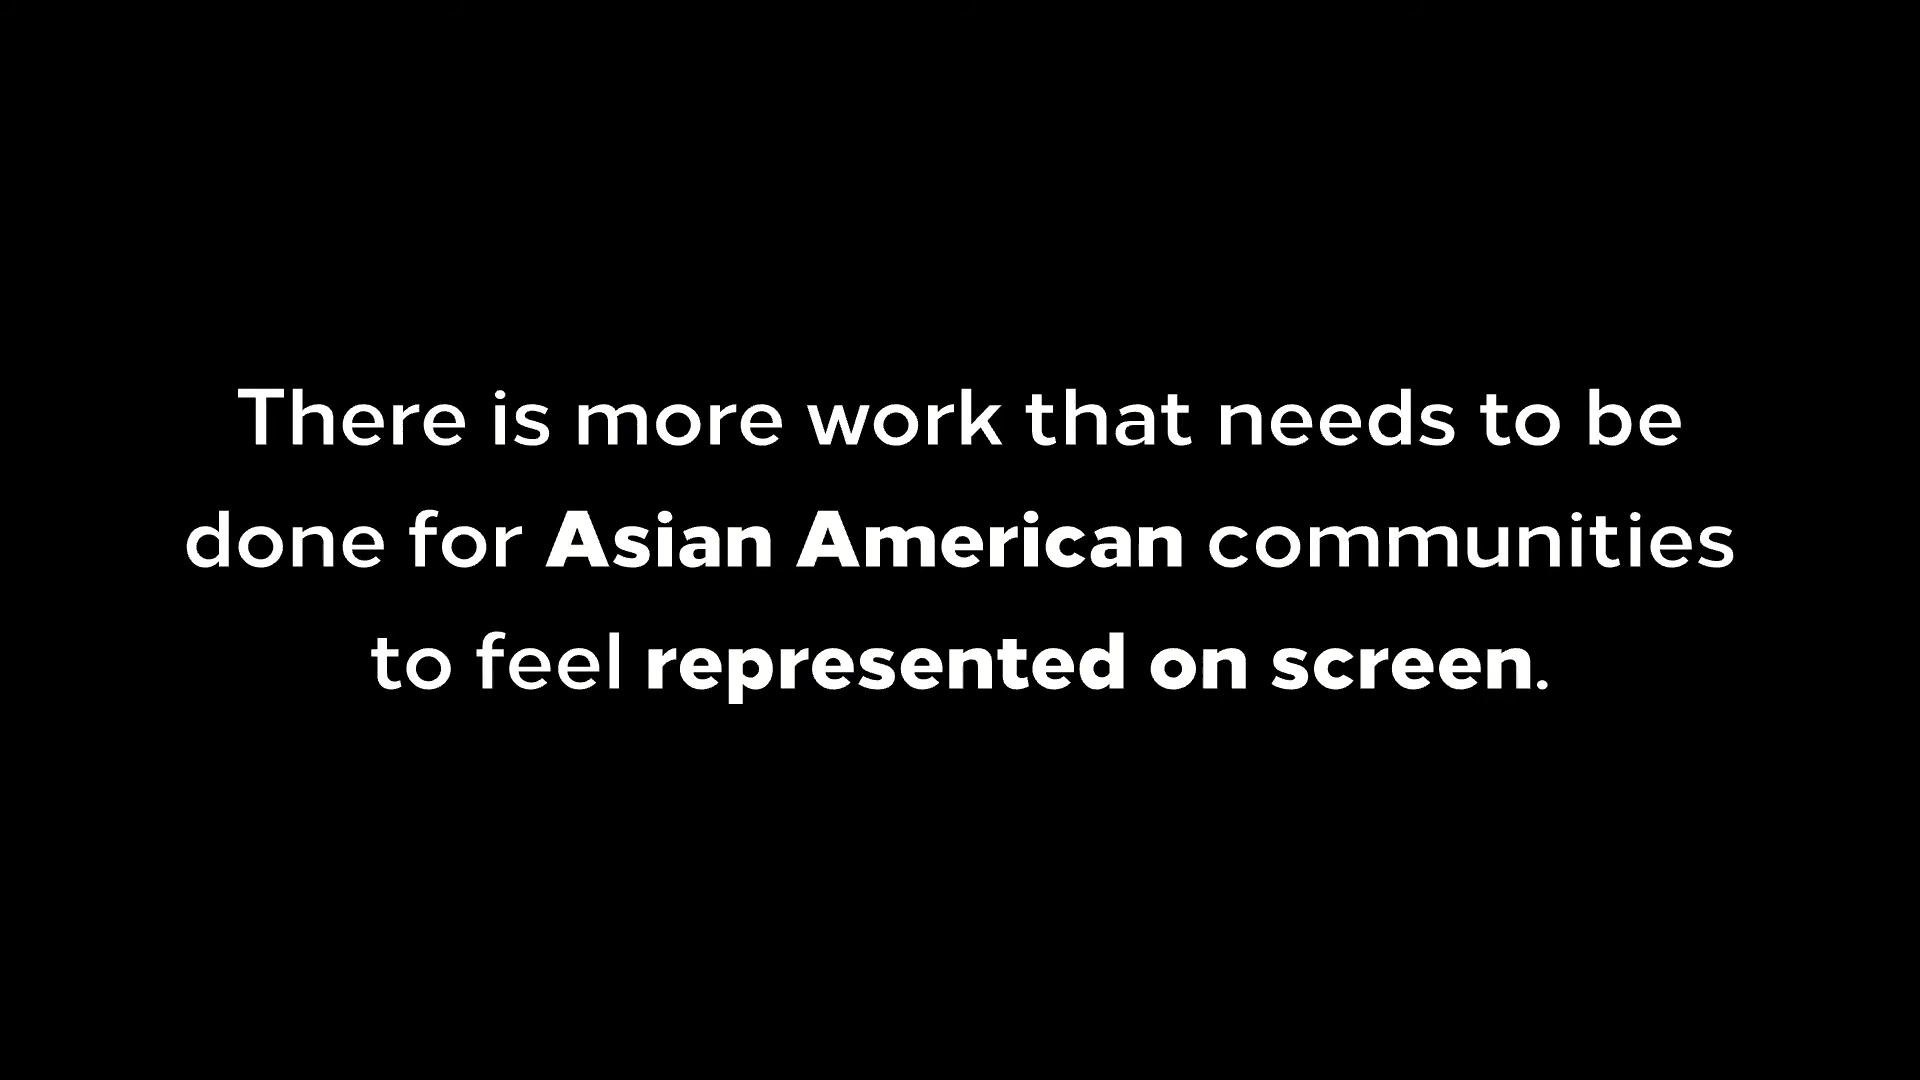 There is more work that needs to be
done for Asian American communities
to feel represented on screen.